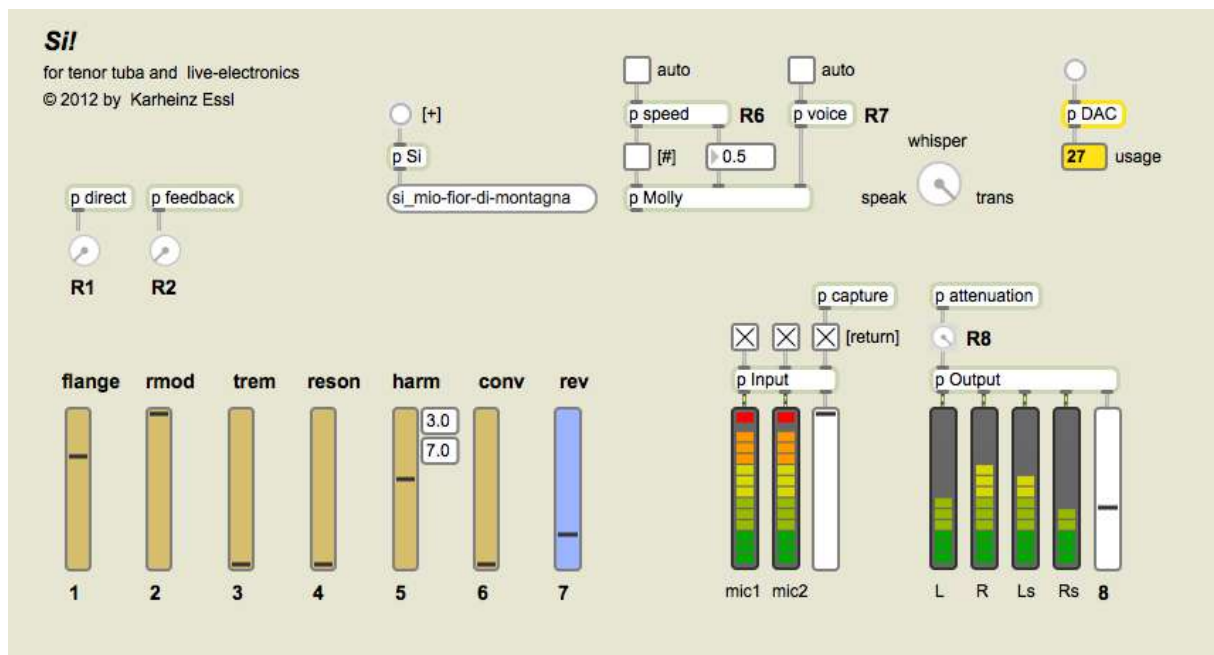 Si!
for tenor tuba and live-electronics
© 2012 by Karheinz Essl
[+]
p Si
si_mio-fior-di-montagna
auto
auto
p speed R6
p voice R7
[#] 0.5
p Molly
whisper
speak
trans
p DAC
27 usage
p direct
p feedback
R1
R2
p capture
[return]
p Input
p attenuation
R8
p Output
flange rmod trem reson harm conv rev
3.0
7.0
1 2 3 4 5 6 7
mic1 mic2
L R Ls Rs 8